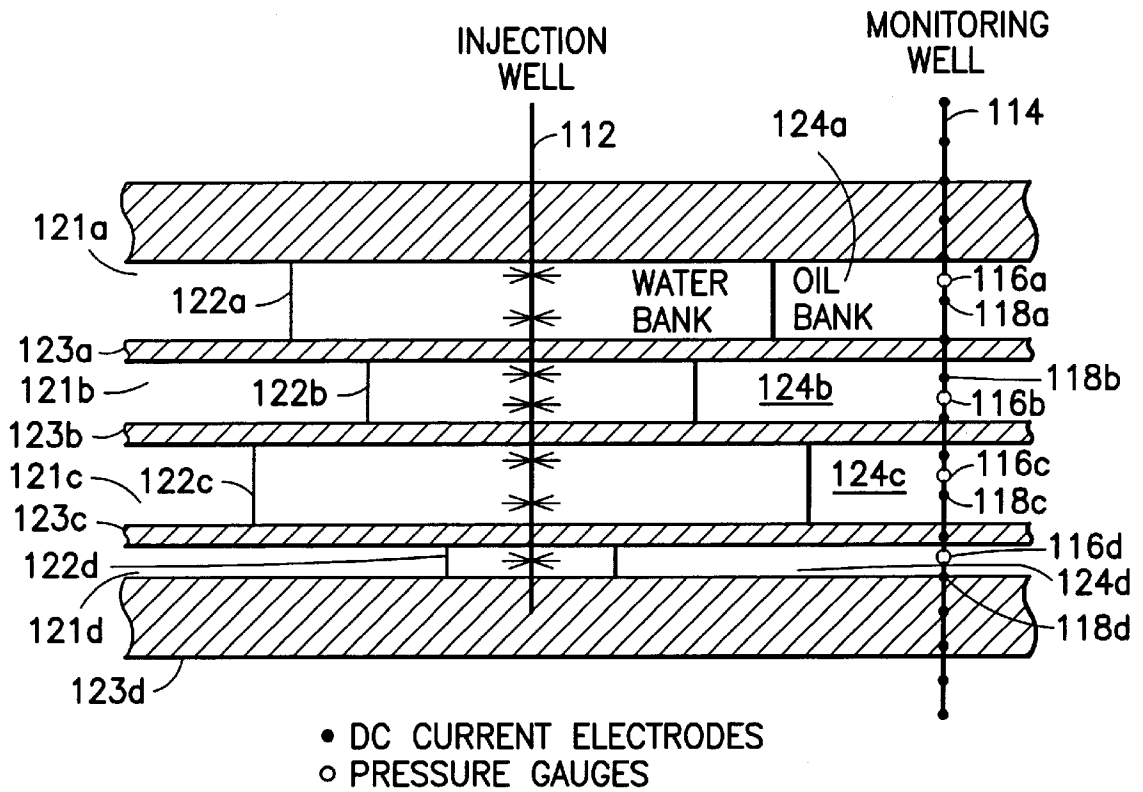 INJECTION
WELL
MONITORING
WELL
112
124a
114
121a
122a
WATER
BANK
OIL
BANK
116a
118a
123a
121b
122b
124b
118b
116b
123b
121c
122c
124c
116c
118c
123c
122d
116d
124d
121d
118d
123d
DC CURRENT ELECTRODES
PRESSURE GAUGES